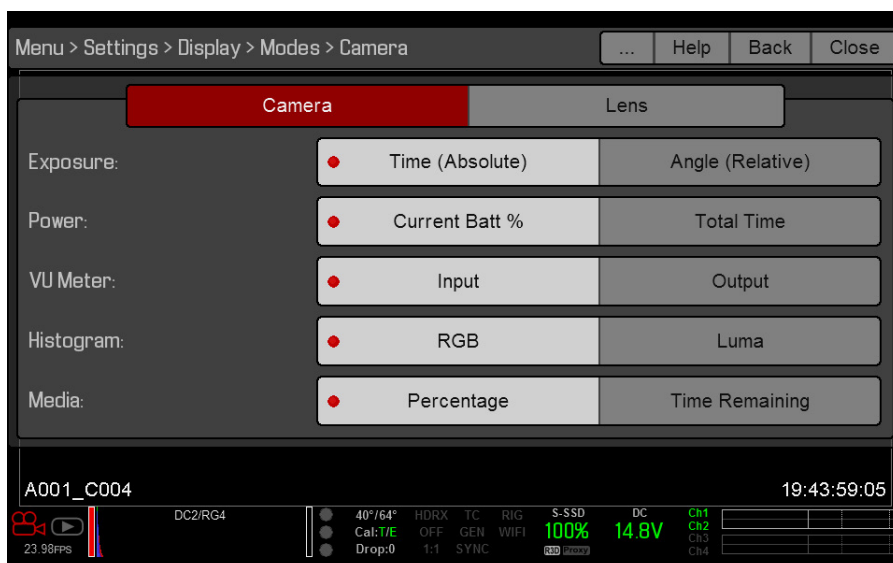 Menu > Settings > Display > Modes > Camera ... Help Back Close
Camera Lens
Exposure: Time (Absolute) Angle (Relative)
Power: Current Batt % Total Time
VU Meter: Input Output
Histogram: RGB Luma
Media: Percentage Time Remaining
A001_C004 19:43:59:05
DC2/RG4 40°/64° HDRX TC RIG S-SSD DC Ch1
Cal:T/E OFF GEN WIFI 100% 14.8V Ch2
23.98FPS Drop:0 1:1 SYNC R3D Proxy Ch3
Ch4